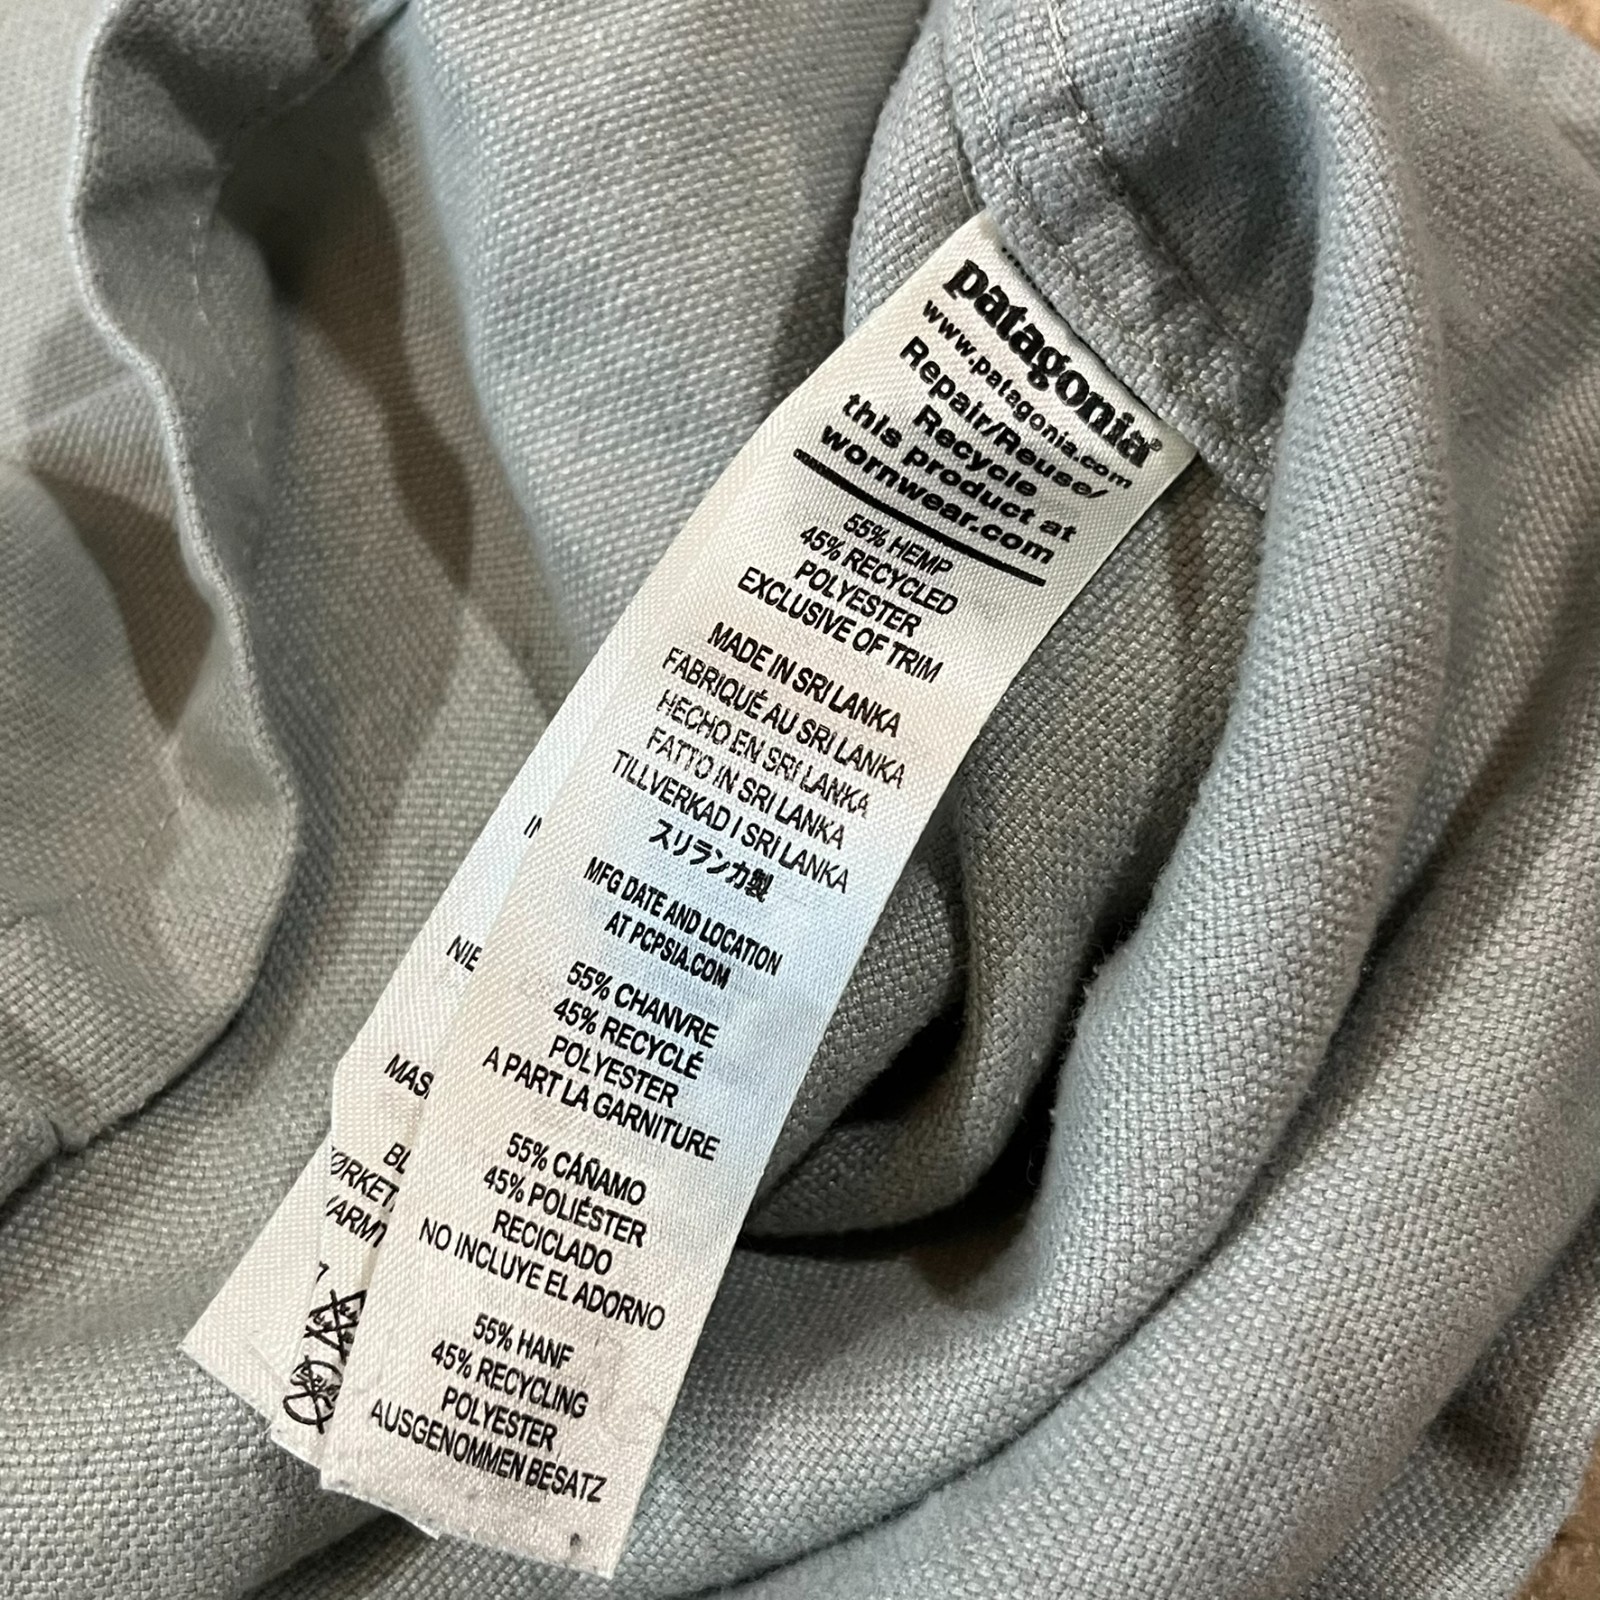 patagonia®
www.patagonia.com
Repair/Reuse/
Recycle
this product at
wornwear.com
55% HEMP
45% RECYCLED
POLYESTER
EXCLUSIVE OF TRIM
MADE IN SRI LANKA
FABRIQUÉ AU SRI LANKA
HECHO EN SRI LANKA
FATTO IN SRI LANKA
TILLVERKAD I SRI LANKA
スリランカ製
MFG DATE AND LOCATION
AT PCPSIA.COM
55% CHANVRE
45% RECYCLÉ
POLYESTER
A PART LA GARNITURE
55% CÁÑAMO
45% POLIÉSTER
RECICLADO
NO INCLUYE EL ADORNO
55% HANF
45% RECYCLING
POLYESTER
AUSGENOMMEN BESATZ
NIE
MAS
BL
ØRKET